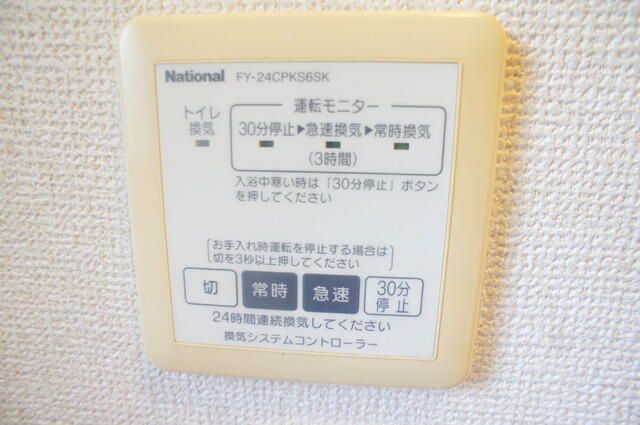 National FY-24CPKS6SK
トイレ
換気
運転モニター
30分停止▶急速換気▶常時換気
(3時間)
入浴中寒い時は「30分停止」ボタン
を押してください
お手入れ時運転を停止する場合は
切を3秒以上押してください
切 常時 急速 30分
停止
24時間連続換気してください
換気システムコントローラー